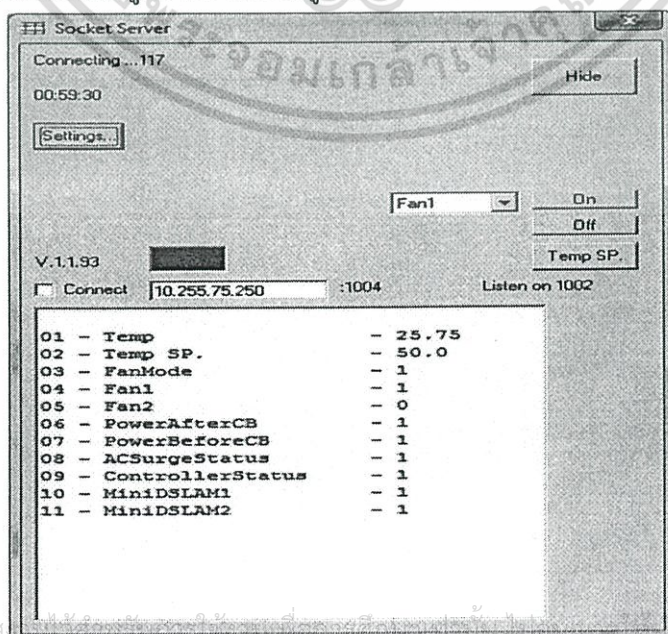 Socket Server
Connecting ...117
Hide
00:59:30
Settings...
Fan1
On
Off
V.1.1.93
Temp SP.
Connect 10.255.75.250 :1004 Listen on 1002
01 - Temp - 25.75
02 - Temp SP. - 50.0
03 - FanMode - 1
04 - Fan1 - 1
05 - Fan2 - 0
06 - PowerAfterCB - 1
07 - PowerBeforeCB - 1
08 - ACSurgeStatus - 1
09 - ControllerStatus - 1
10 - MiniDSLAM1 - 1
11 - MiniDSLAM2 - 1